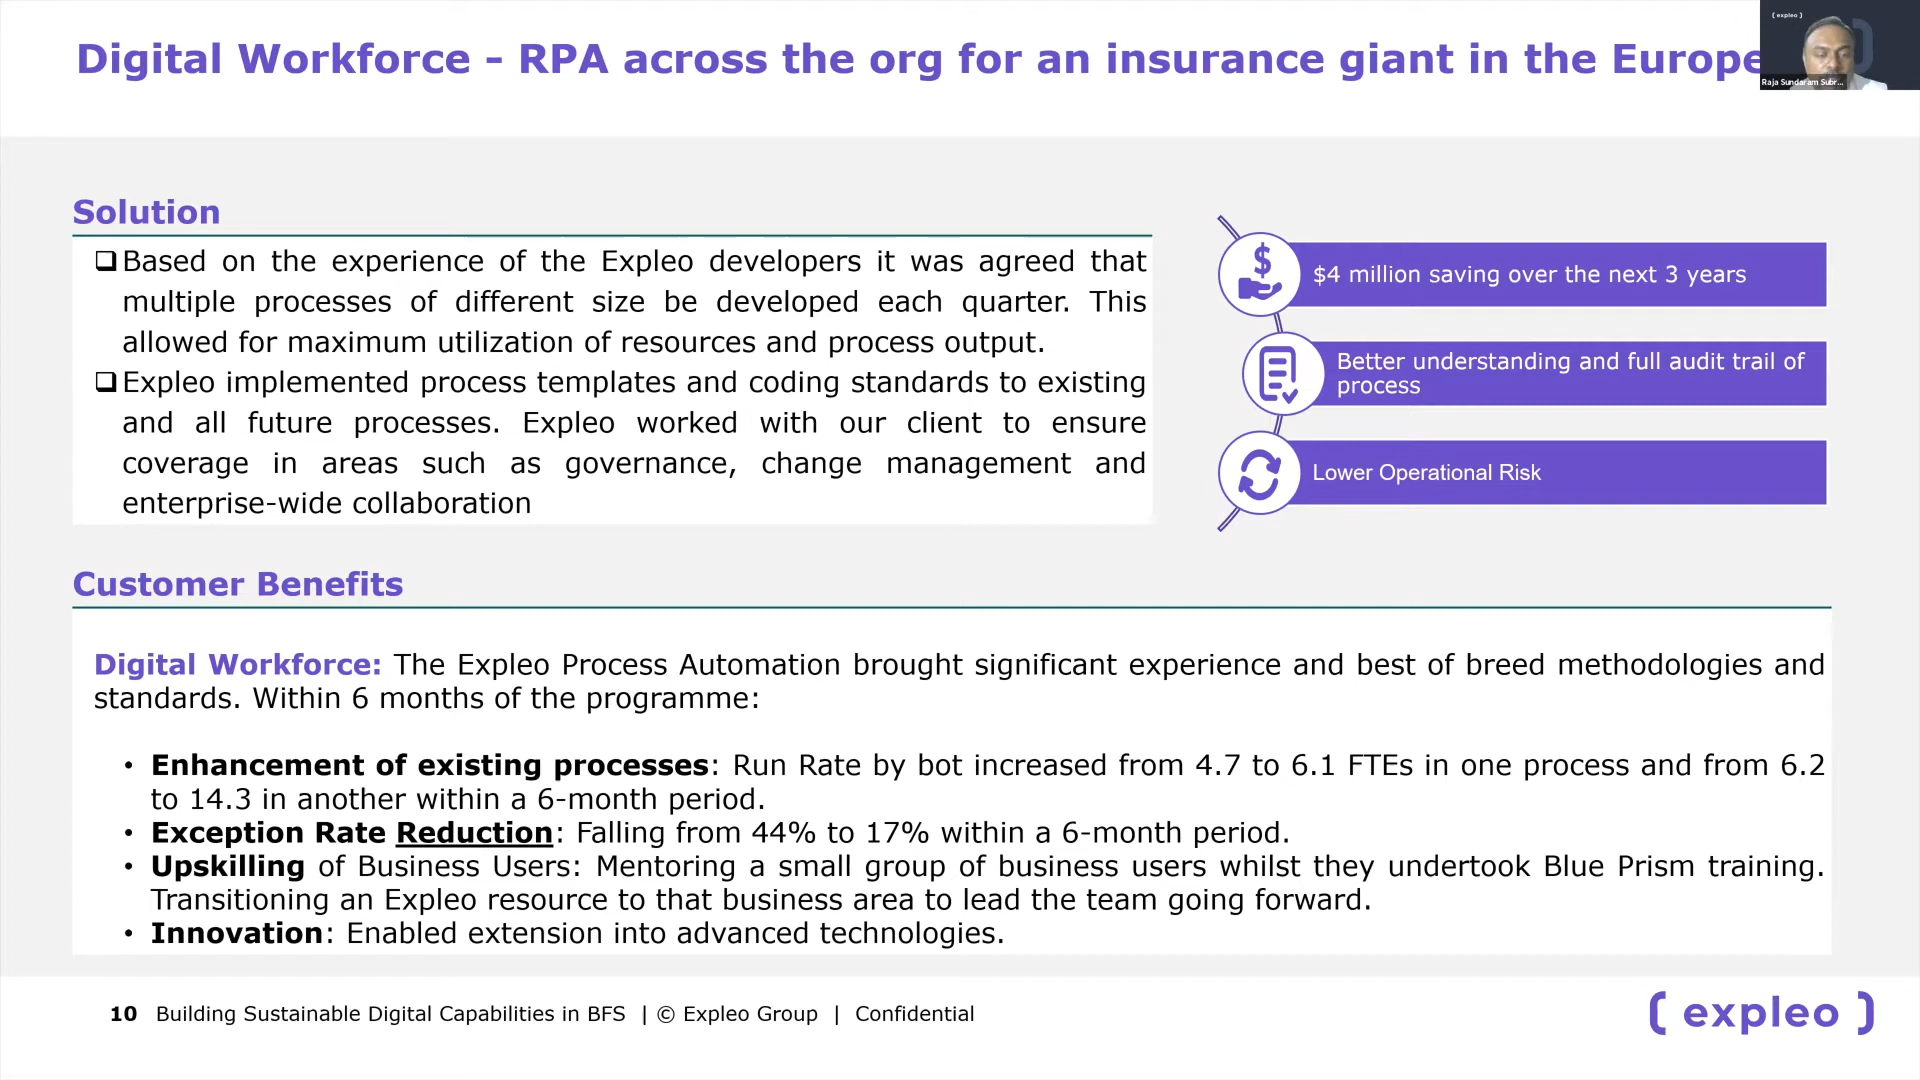 Digital Workforce - RPA across the org for an insurance giant in the Europe
{ expleo }
Raja Sundaram Subr...
Solution
❑Based on the experience of the Expleo developers it was agreed that
multiple processes of different size be developed each quarter. This
allowed for maximum utilization of resources and process output.
❑Expleo implemented process templates and coding standards to existing
and all future processes. Expleo worked with our client to ensure
coverage in areas such as governance, change management and
enterprise-wide collaboration
$4 million saving over the next 3 years
Better understanding and full audit trail of
process
Lower Operational Risk
Customer Benefits
Digital Workforce: The Expleo Process Automation brought significant experience and best of breed methodologies and
standards. Within 6 months of the programme:
• Enhancement of existing processes: Run Rate by bot increased from 4.7 to 6.1 FTEs in one process and from 6.2
to 14.3 in another within a 6-month period.
• Exception Rate Reduction: Falling from 44% to 17% within a 6-month period.
• Upskilling of Business Users: Mentoring a small group of business users whilst they undertook Blue Prism training.
Transitioning an Expleo resource to that business area to lead the team going forward.
• Innovation: Enabled extension into advanced technologies.
10 Building Sustainable Digital Capabilities in BFS | © Expleo Group | Confidential
{ expleo }